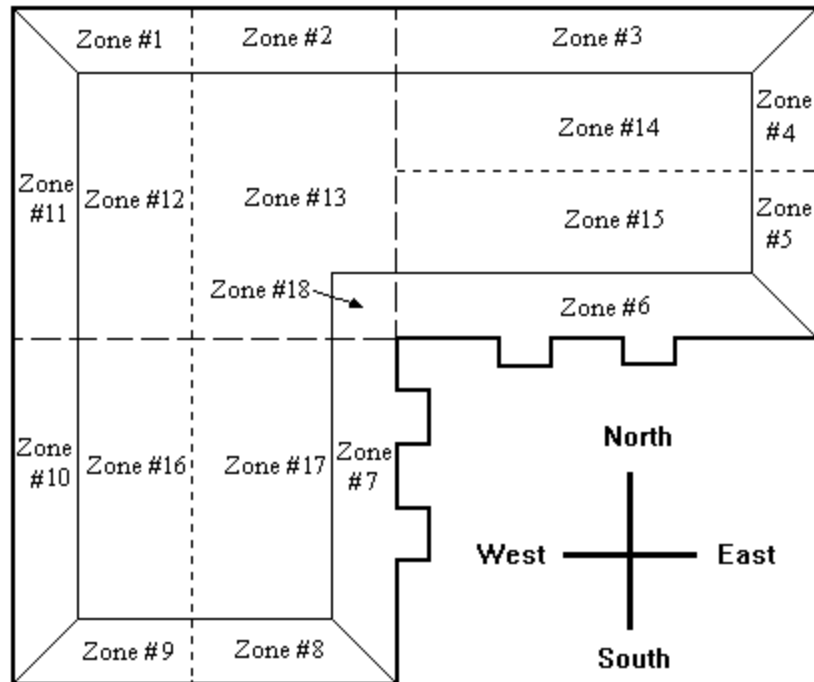 Zone #1
Zone #2
Zone #3
Zone
#4
Zone #14
Zone
#11
Zone #12
Zone #13
Zone #15
Zone
#5
Zone #18
Zone #6
Zone
#10
Zone #16
Zone #17
Zone
#7
North
West
East
South
Zone #9
Zone #8